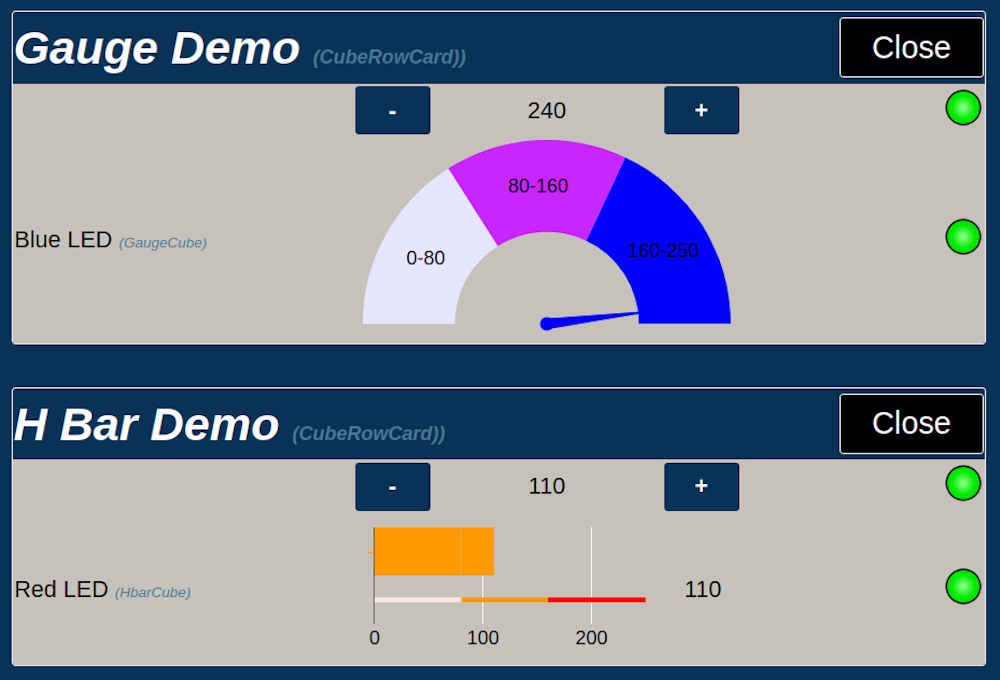 Gauge Demo (CubeRowCard)) Close
- 240 +
80-160
Blue LED (GaugeCube) 0-80 160-250
H Bar Demo (CubeRowCard)) Close
- 110 +
Red LED (HbarCube) 110
0 100 200